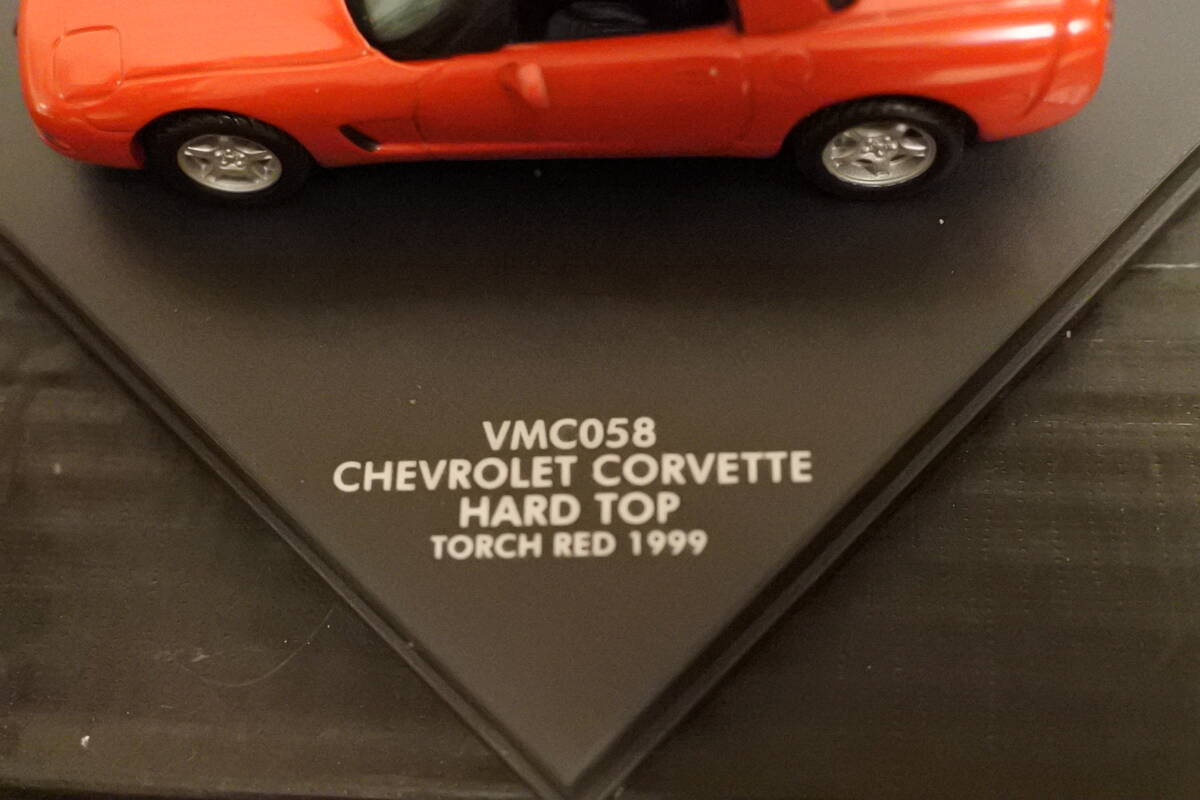 VMC058
CHEVROLET CORVETTE
HARD TOP
TORCH RED 1999